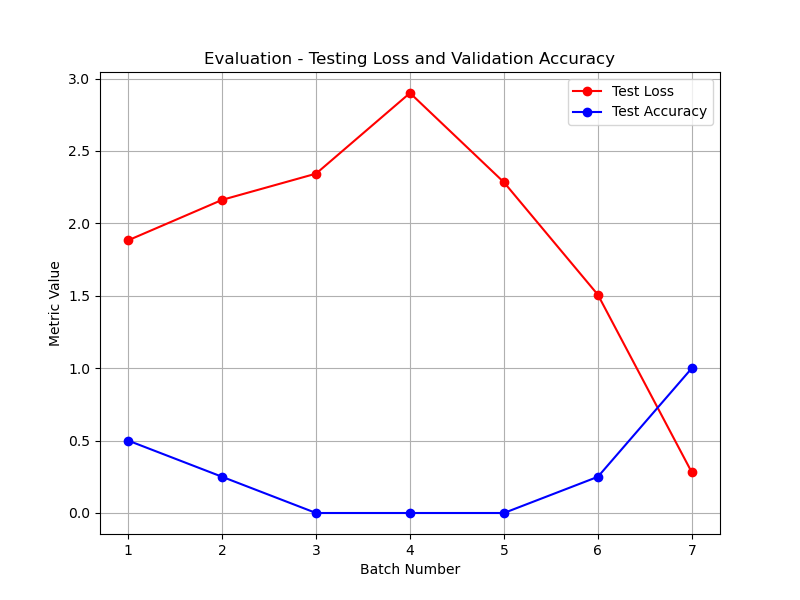 Evaluation - Testing Loss and Validation Accuracy
Test Loss
Test Accuracy
3.0
2.5
2.0
1.5
1.0
0.5
0.0
Metric Value
1 2 3 4 5 6 7
Batch Number